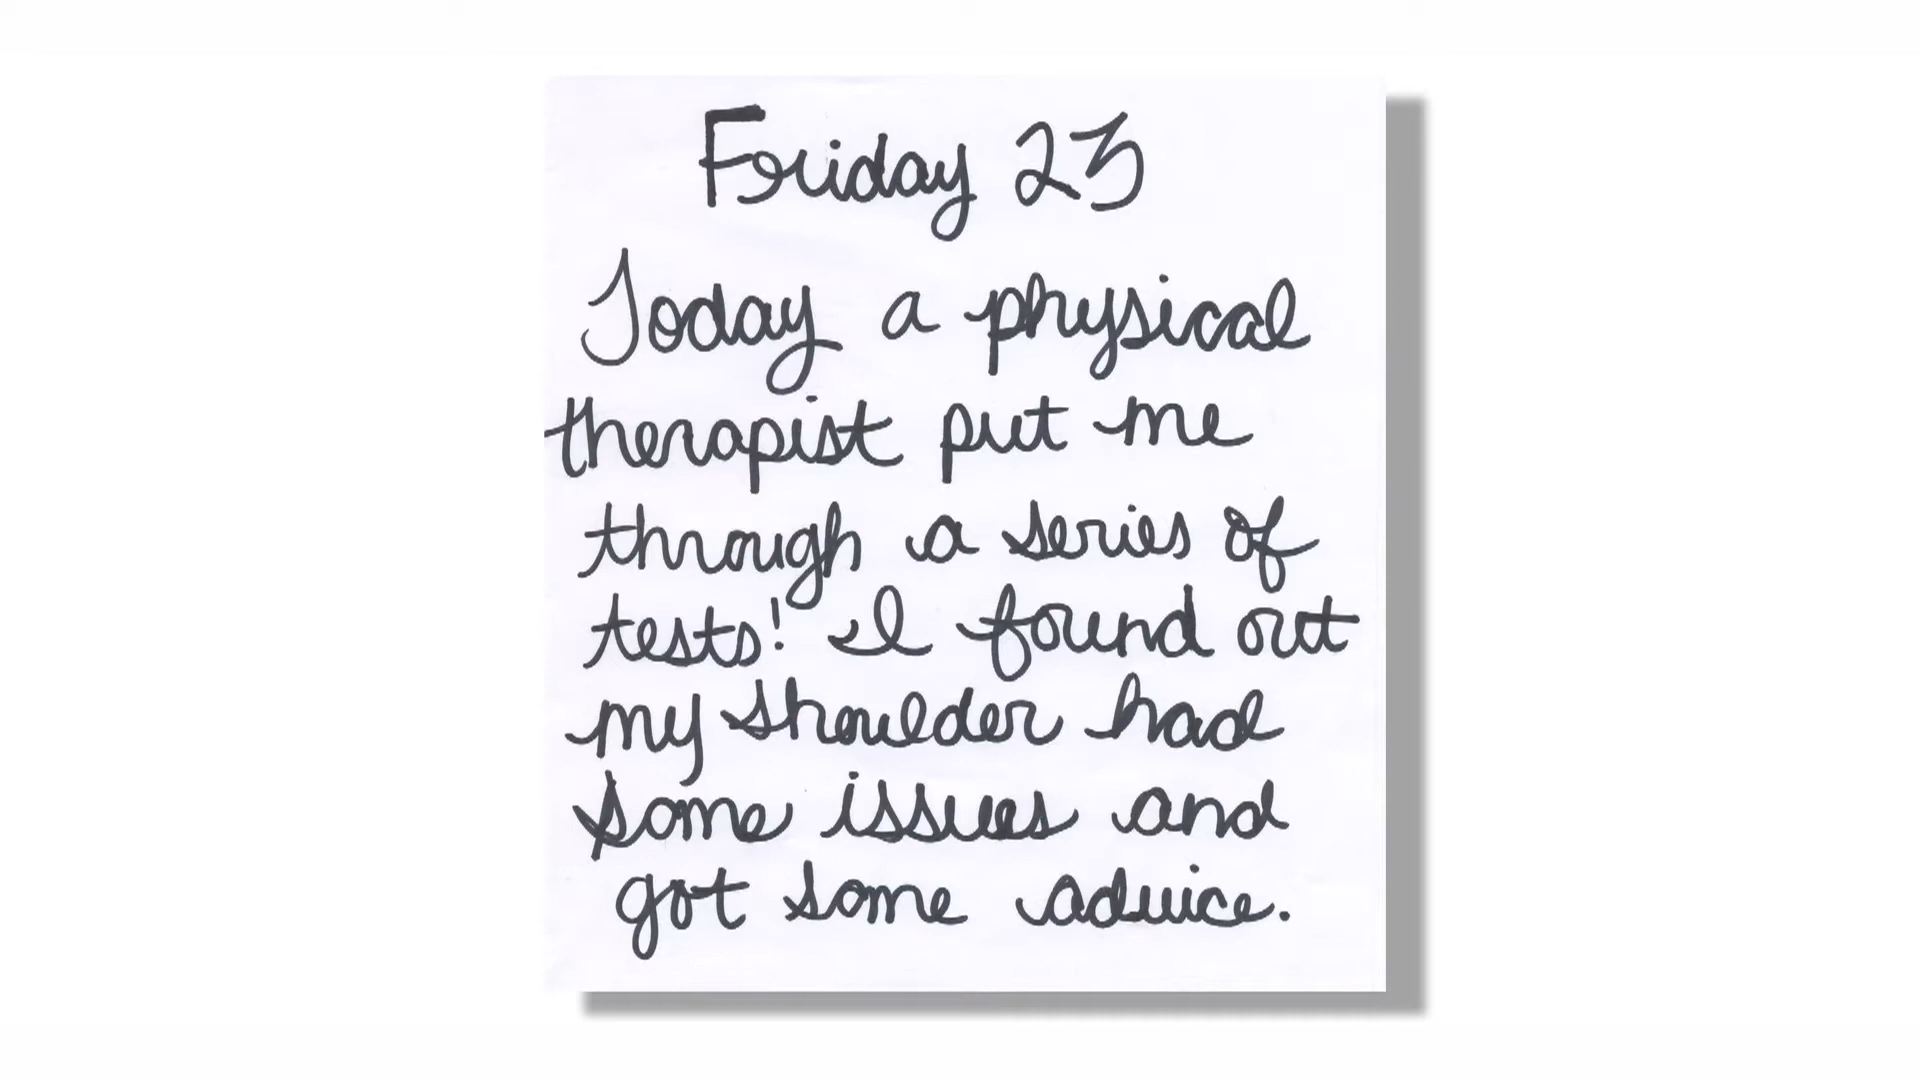 Friday 23
Today a physical
therapist put me
through a series of
tests! I found out
my shoulder had
some issues and
got some advice.